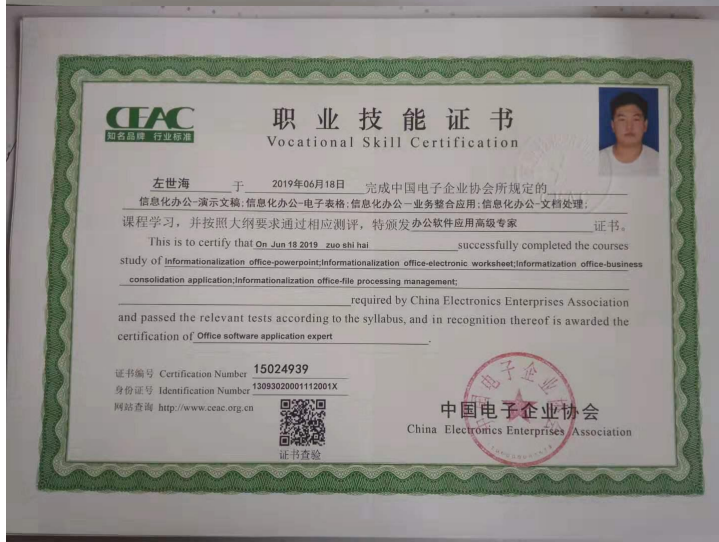 CEAC
知名品牌 行业标准
职业技能证书
Vocational Skill Certification
左世海 于 2019年06月18日 完成中国电子企业协会所规定的
信息化办公-演示文稿;信息化办公-电子表格;信息化办公-业务整合应用;信息化办公-文档处理;
课程学习，并按照大纲要求通过相应测评，特颁发办公软件应用高级专家 证书。
This is to certify that On Jun 18 2019 zuo shi hai successfully completed the courses
study of Informationalization office-powerpoint;Informationalization office-electronic worksheet;Informatization office-business
consolidation application;Informationalization office-file processing management;
required by China Electronics Enterprises Association
and passed the relevant tests according to the syllabus, and in recognition thereof is awarded the
certification of Office software application expert.
证书编号 Certification Number 15024939
身份证号 Identification Number 13093020001112001X
网站查询 http://www.ceac.org.cn
证书查验
中国电子企业协会
China Electronics Enterprises Association
中国电子企业协会